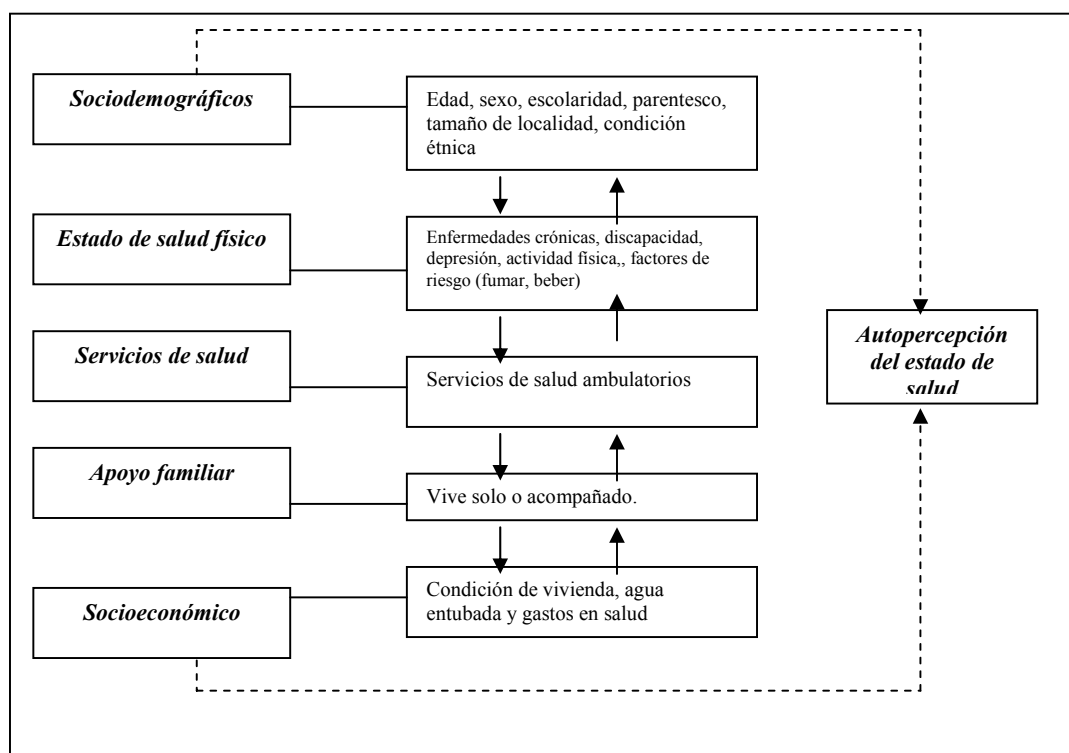 Sociodemográficos
Edad, sexo, escolaridad, parentesco,
tamaño de localidad, condición
étnica
Estado de salud físico
Enfermedades crónicas, discapacidad,
depresión, actividad física,, factores de
riesgo (fumar, beber)
Servicios de salud
Servicios de salud ambulatorios
Autopercepción
del estado de
salud
Apoyo familiar
Vive solo o acompañado.
Socioeconómico
Condición de vivienda, agua
entubada y gastos en salud